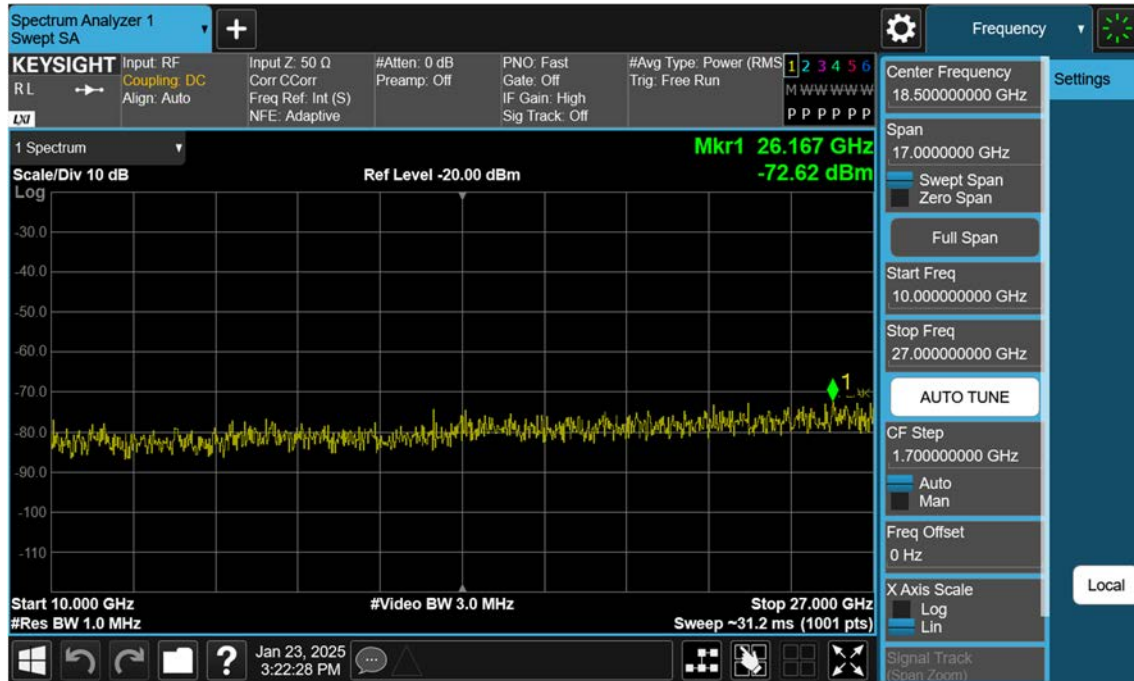 Spectrum Analyzer 1
Swept SA
+
Frequency
KEYSIGHT
RL
LXI
Input: RF
Coupling: DC
Align: Auto
Input Z: 50 Ω
Corr CCorr
Freq Ref: Int (S)
NFE: Adaptive
#Atten: 0 dB
Preamp: Off
PNO: Fast
Gate: Off
IF Gain: High
Sig Track: Off
#Avg Type: Power (RMS
Trig: Free Run
1 2 3 4 5 6
M W W W W W
P P P P P P
1 Spectrum
Scale/Div 10 dB
Log
Ref Level -20.00 dBm
Mkr1 26.167 GHz
-72.62 dBm
-30.0
-40.0
-50.0
-60.0
-70.0
-80.0
-90.0
-100
-110
1
Start 10.000 GHz
#Res BW 1.0 MHz
#Video BW 3.0 MHz
Stop 27.000 GHz
Sweep ~31.2 ms (1001 pts)
Center Frequency
18.500000000 GHz
Span
17.0000000 GHz
Swept Span
Zero Span
Full Span
Start Freq
10.000000000 GHz
Stop Freq
27.000000000 GHz
AUTO TUNE
CF Step
1.700000000 GHz
Auto
Man
Freq Offset
0 Hz
X Axis Scale
Log
Lin
Signal Track
(Span Zoom)
Settings
Local
?
Jan 23, 2025
3:22:28 PM